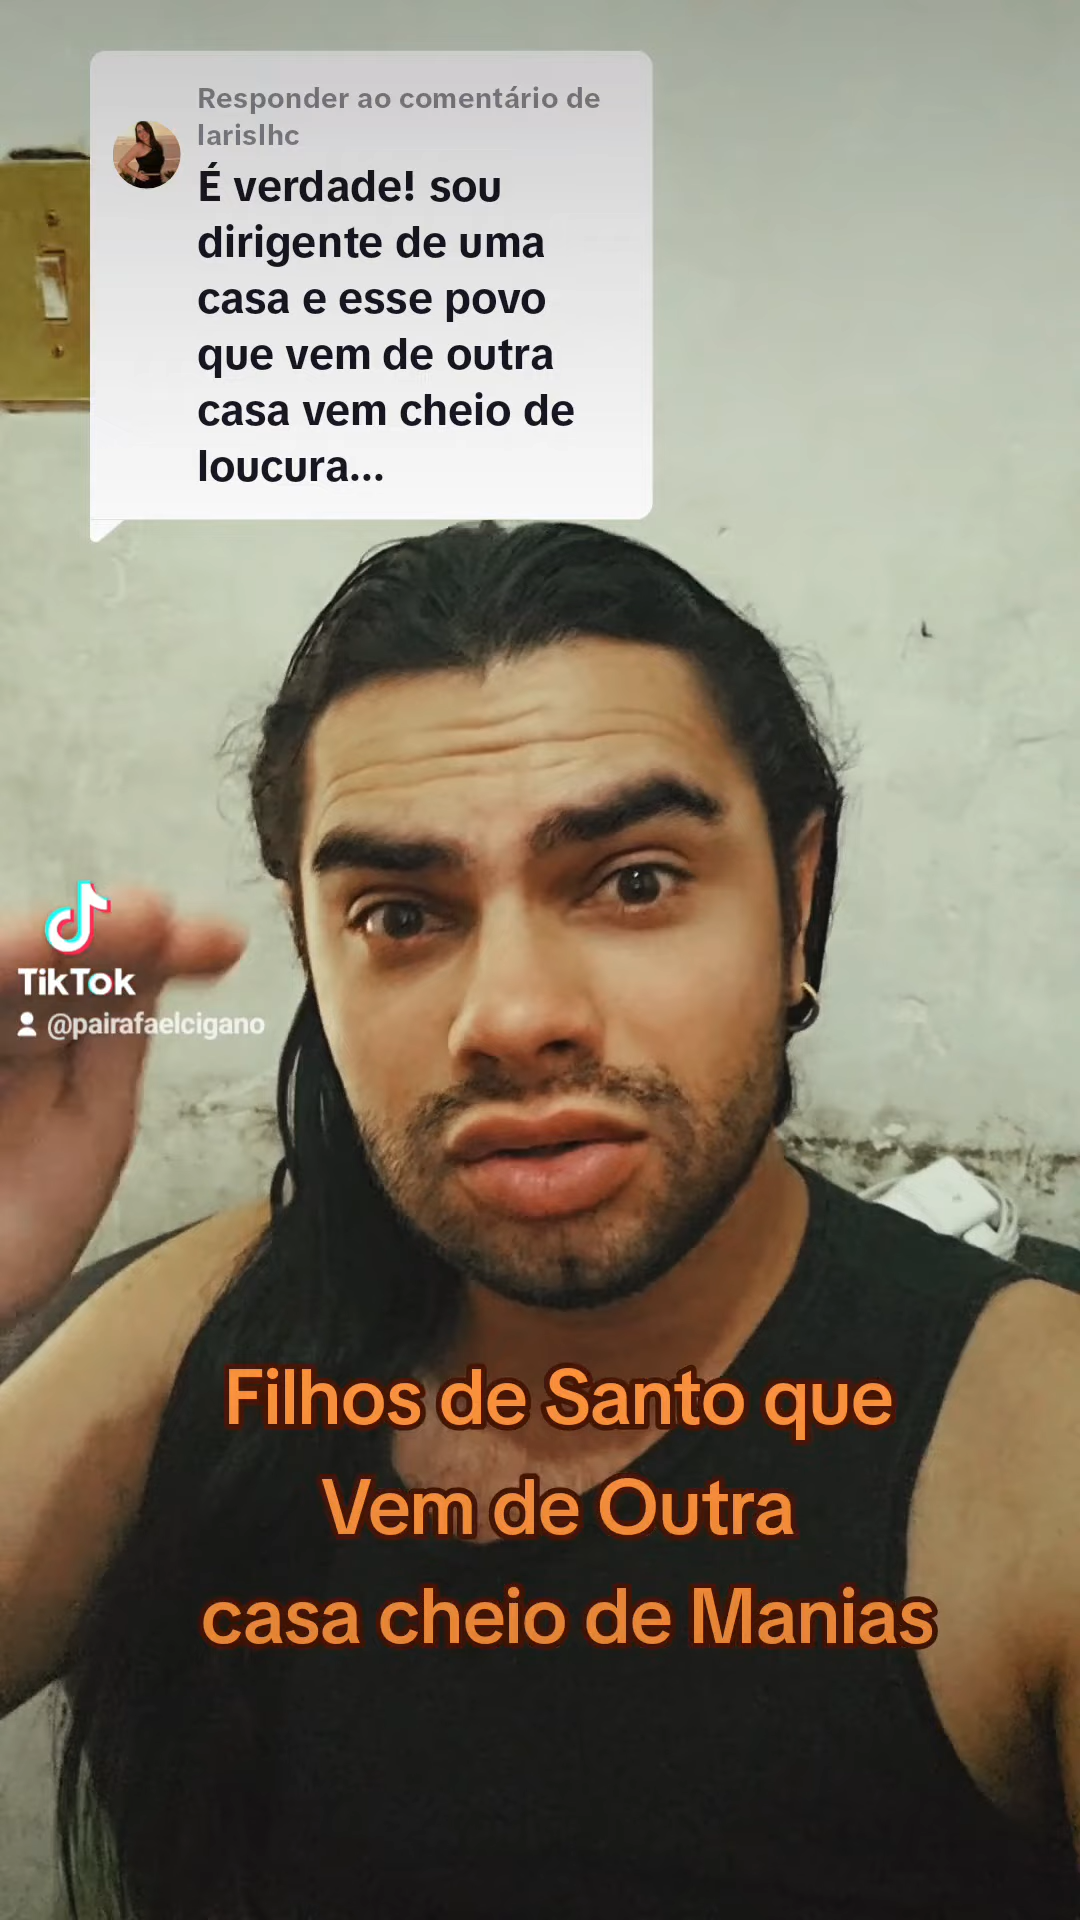 Responder ao comentário de
larislhc
É verdade! sou
dirigente de uma
casa e esse povo
que vem de outra
casa vem cheio de
loucura...
TikTok
@pairafaelcigano
Filhos de Santo que
Vem de Outra
casa cheio de Manias